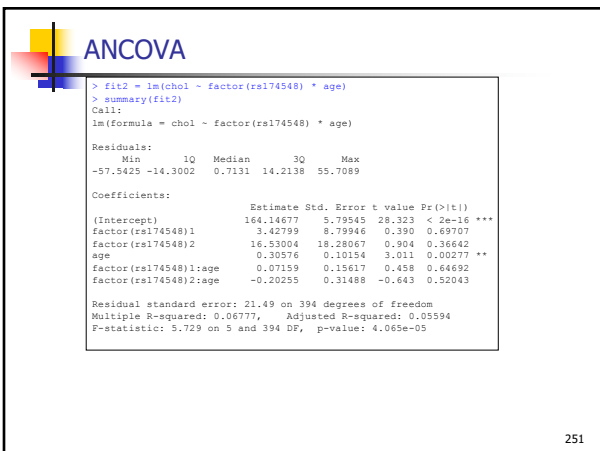 ANCOVA
> fit2 = lm(chol ~ factor(rs174548) * age)
> summary(fit2)
Call:
lm(formula = chol ~ factor(rs174548) * age)
Residuals:
Min 1Q Median 3Q Max
-57.5425 -14.3002 0.7131 14.2138 55.7089
Coefficients:
Estimate Std. Error t value Pr(>|t|)
(Intercept) 164.14677 5.79545 28.323 < 2e-16 ***
factor(rs174548)1 3.42799 8.79946 0.390 0.69707
factor(rs174548)2 16.53004 18.28067 0.904 0.36642
age 0.30576 0.10154 3.011 0.00277 **
factor(rs174548)1:age 0.07159 0.15617 0.458 0.64692
factor(rs174548)2:age -0.20255 0.31488 -0.643 0.52043
Residual standard error: 21.49 on 394 degrees of freedom
Multiple R-squared: 0.06777, Adjusted R-squared: 0.05594
F-statistic: 5.729 on 5 and 394 DF, p-value: 4.065e-05
251